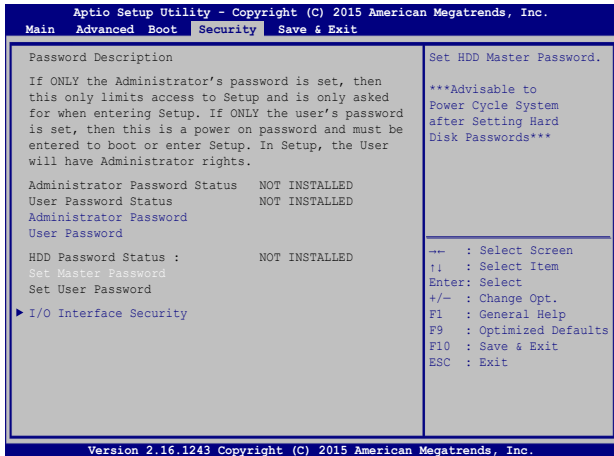 Aptio Setup Utility - Copyright (C) 2015 American Megatrends, Inc.
Main Advanced Boot Security Save & Exit
Password Description
If ONLY the Administrator's password is set, then
this only limits access to Setup and is only asked
for when entering Setup. If ONLY the user's password
is set, then this is a power on password and must be
entered to boot or enter Setup. In Setup, the User
will have Administrator rights.
Administrator Password Status NOT INSTALLED
User Password Status NOT INSTALLED
Administrator Password
User Password
HDD Password Status : NOT INSTALLED
Set Master Password
Set User Password
I/O Interface Security
Set HDD Master Password.
***Advisable to
Power Cycle System
after Setting Hard
Disk Passwords***
→← : Select Screen
↑↓ : Select Item
Enter: Select
+/— : Change Opt.
F1 : General Help
F9 : Optimized Defaults
F10 : Save & Exit
ESC : Exit
Version 2.16.1243 Copyright (C) 2015 American Megatrends, Inc.